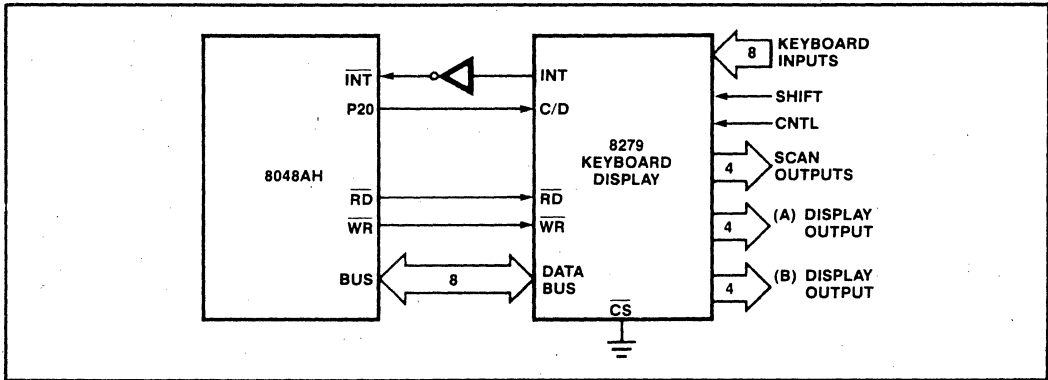 8048AH
INT
P20
RD
WR
BUS
8
INT
C/D
8279
KEYBOARD
DISPLAY
RD
WR
DATA
BUS
CS
8
KEYBOARD
INPUTS
SHIFT
CNTL
4
SCAN
OUTPUTS
4
(A) DISPLAY
OUTPUT
4
(B) DISPLAY
OUTPUT